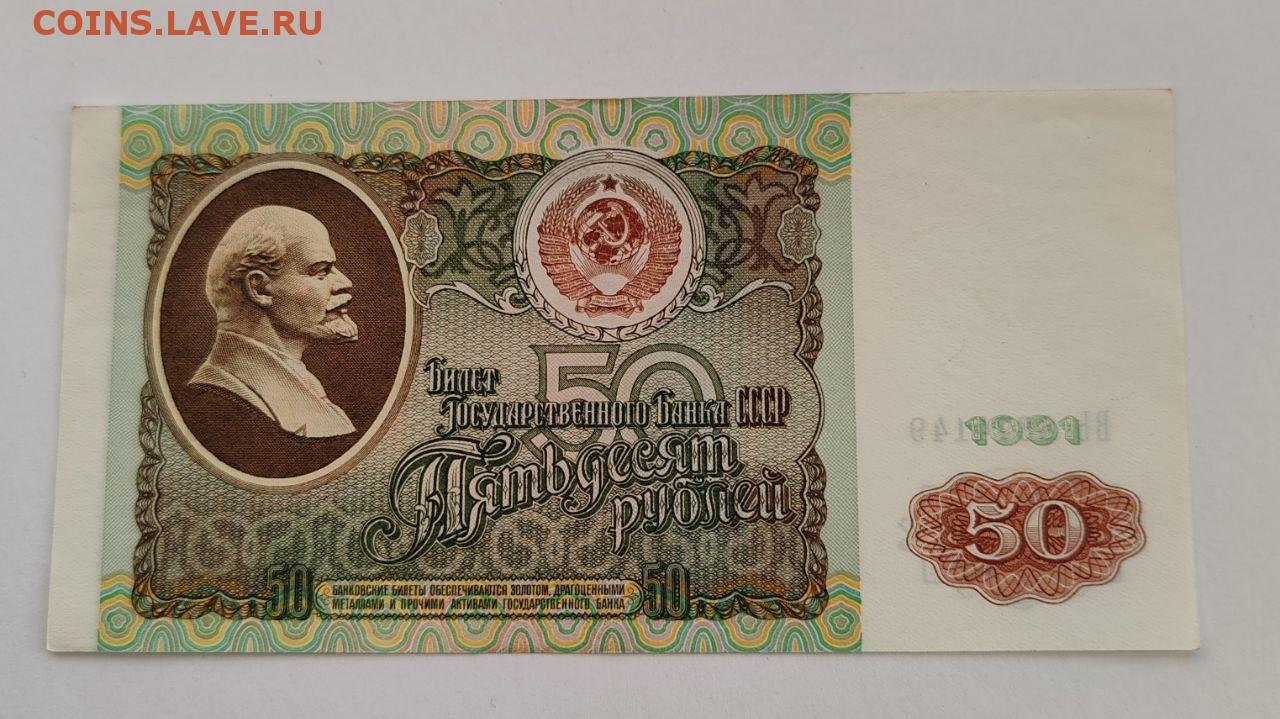 COINS.LAVE.RU
Билет
Государственного Банка СССР
50
Пятьдесят
рублей
1991
50
50
БАНКОВСКИЕ БИЛЕТЫ ОБЕСПЕЧИВАЮТСЯ ЗОЛОТОМ, ДРАГОЦЕННЫМИ
МЕТАЛЛАМИ И ПРОЧИМИ АКТИВАМИ ГОСУДАРСТВЕННОГО БАНКА
50